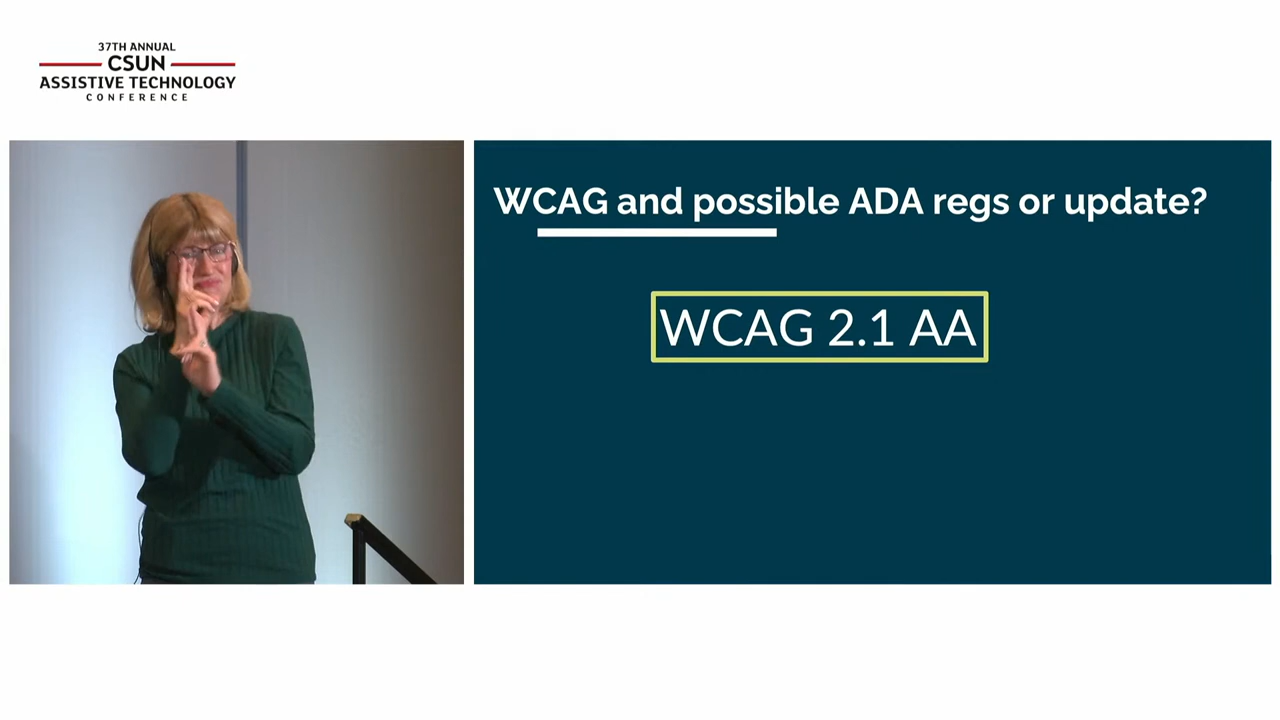 37TH ANNUAL
CSUN
ASSISTIVE TECHNOLOGY
CONFERENCE
WCAG and possible ADA regs or update?
WCAG 2.1 AA